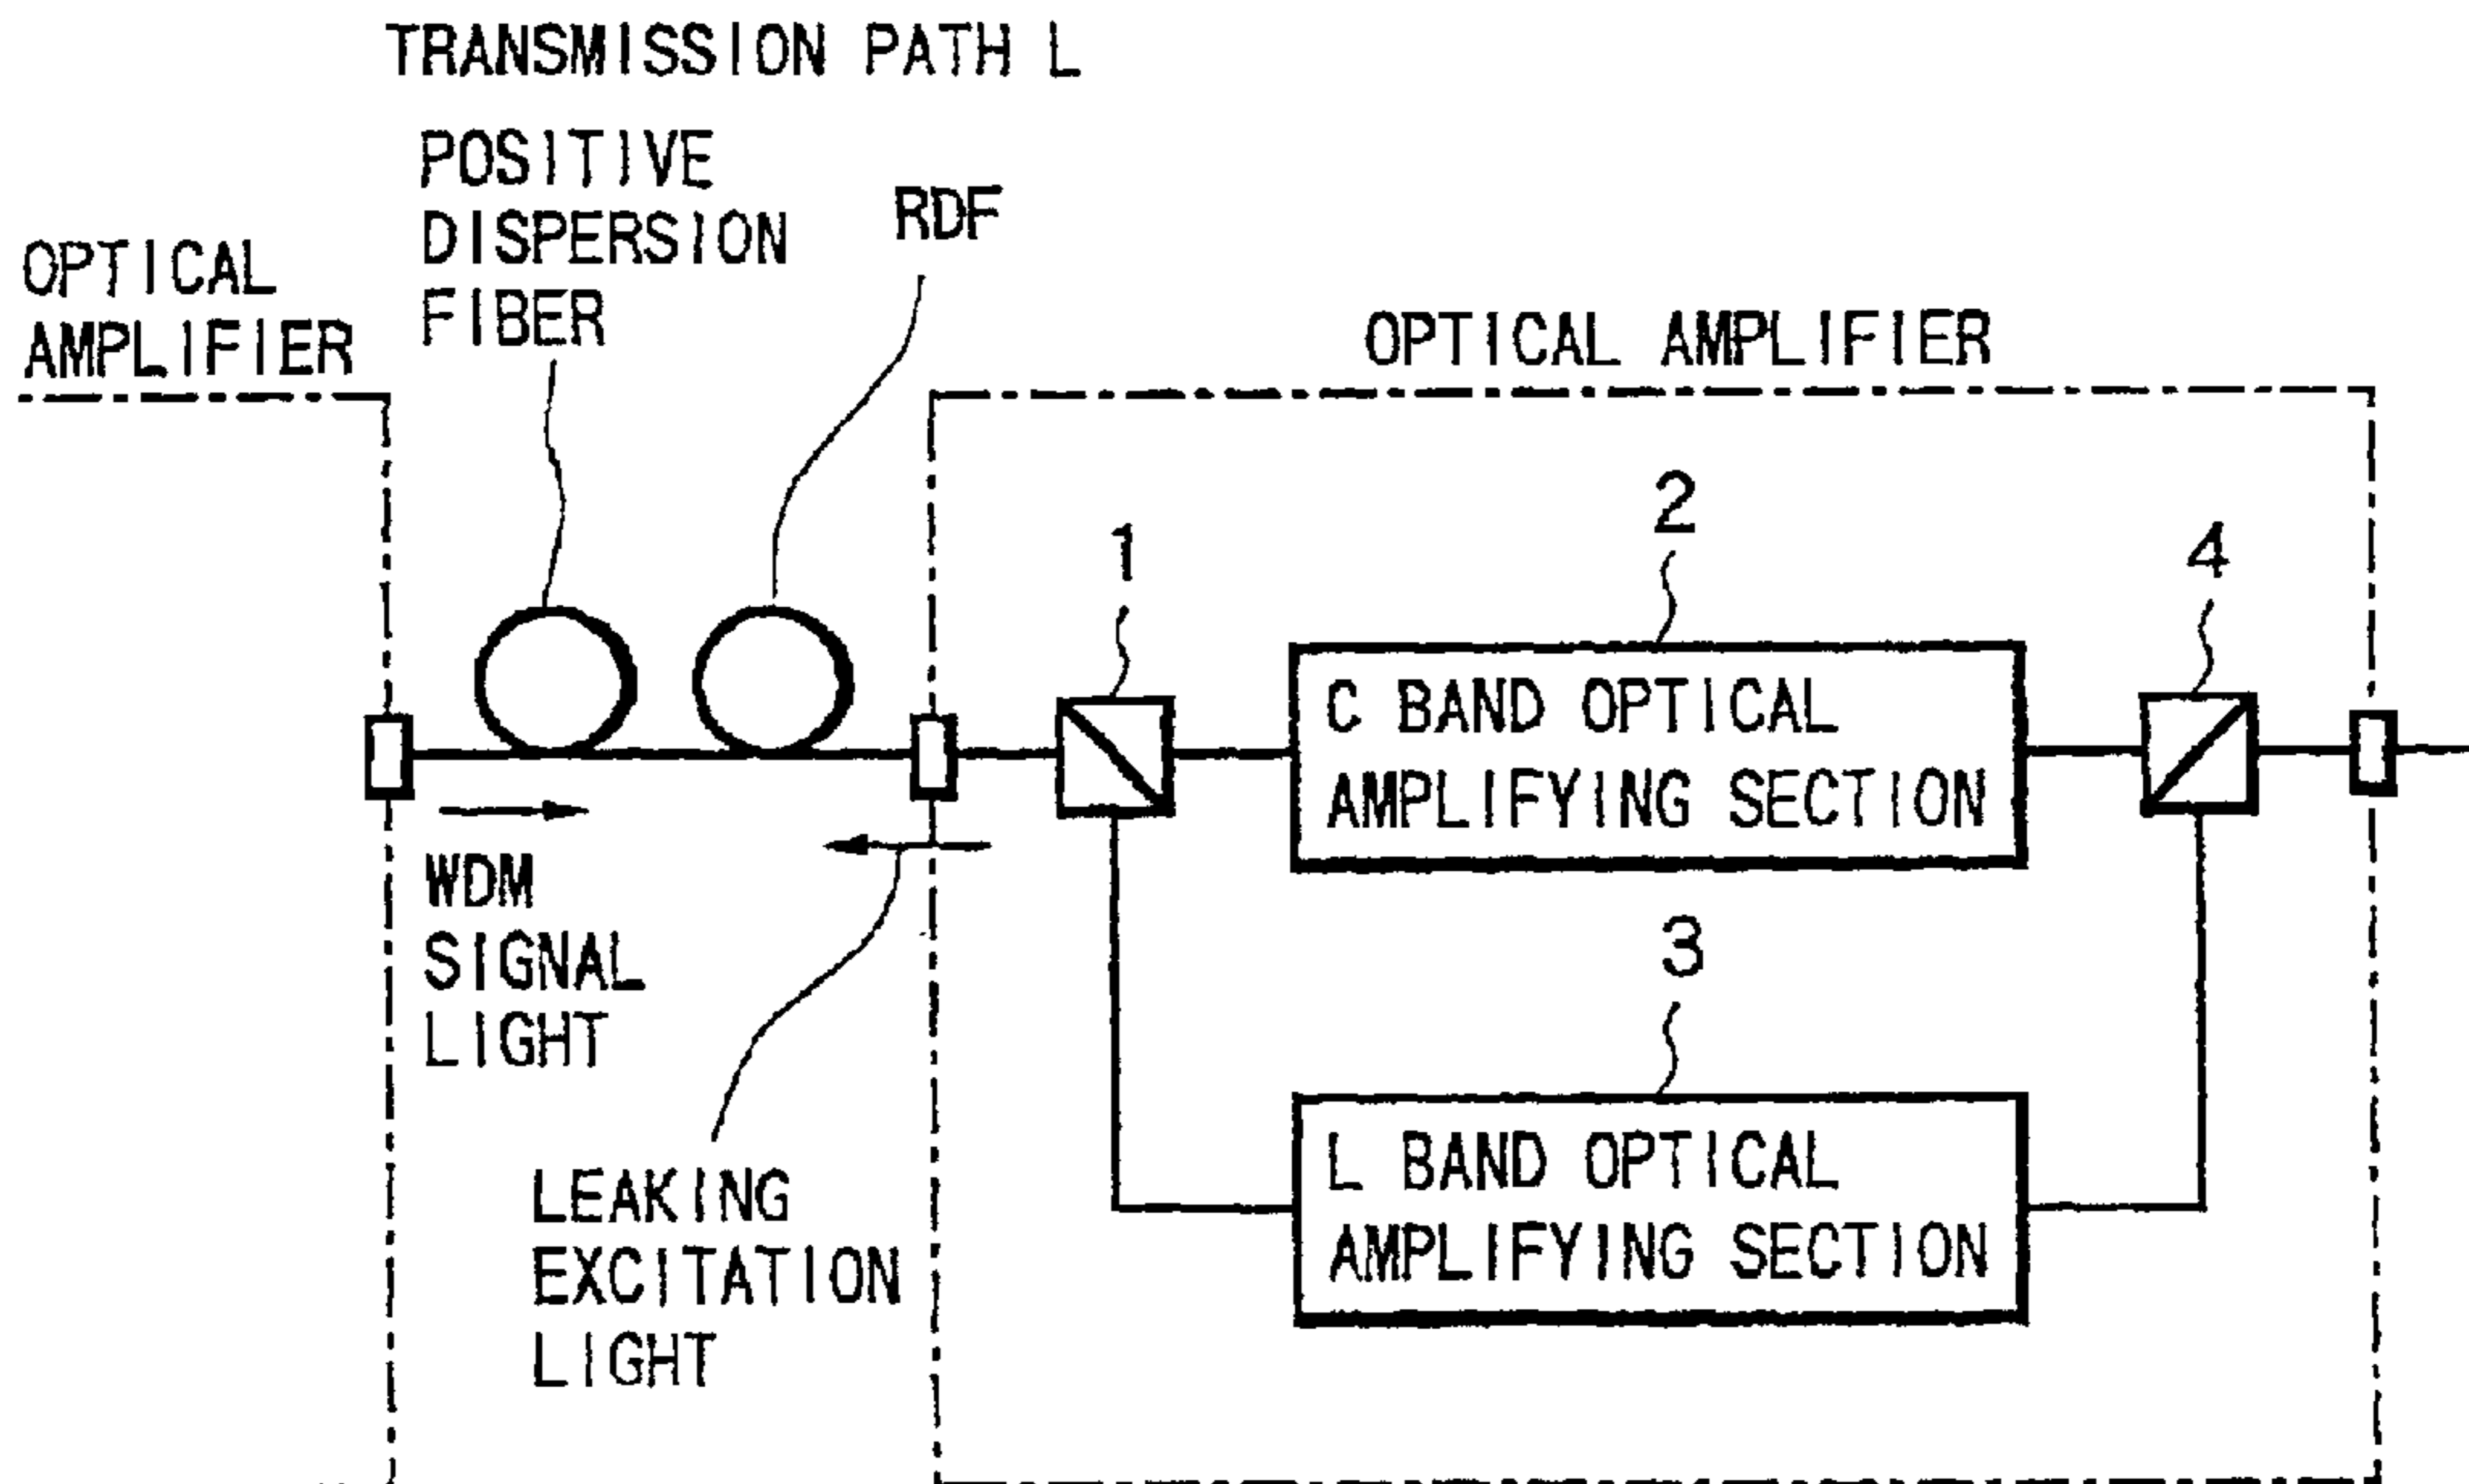 TRANSMISSION PATH L
POSITIVE
DISPERSION
FIBER
RDF
OPTICAL
AMPLIFIER
OPTICAL AMPLIFIER
1
2
4
C BAND OPTICAL
AMPLIFYING SECTION
WDM
SIGNAL
LIGHT
3
LEAKING
EXCITATION
LIGHT
L BAND OPTICAL
AMPLIFYING SECTION